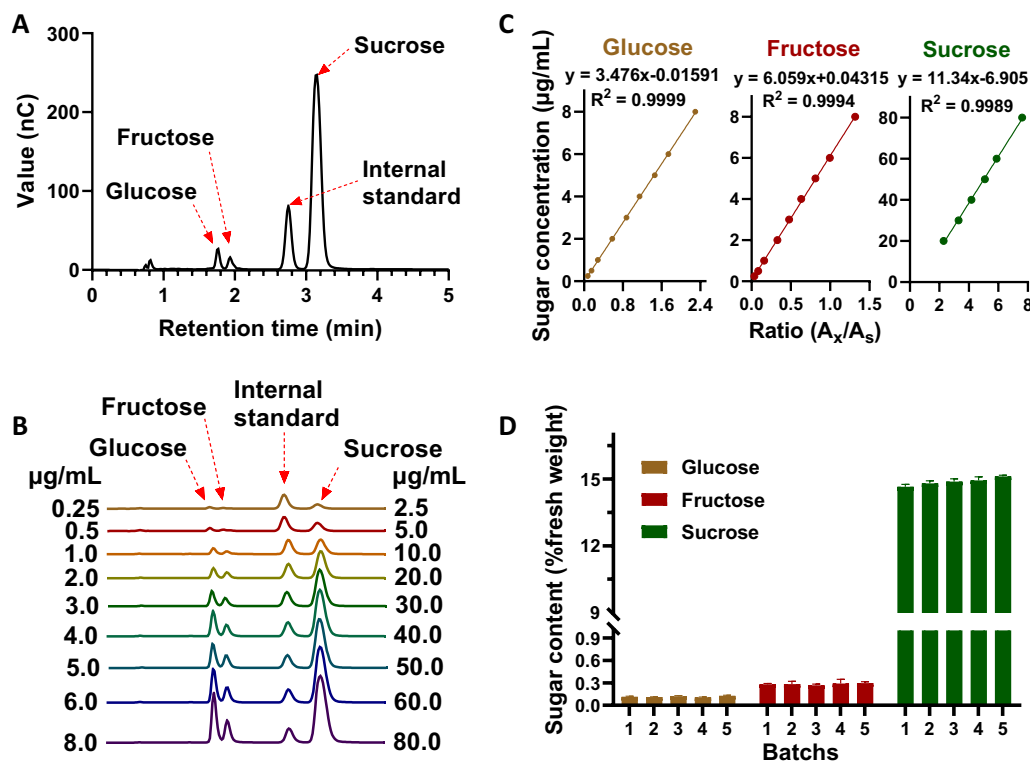 A
300
200
100
0
Value (nC)
Sucrose
Fructose
Glucose
Internal
standard
0 1 2 3 4 5
Retention time (min)
B
Internal
standard
Fructose
Glucose
Sucrose
µg/mL
µg/mL
0.25 2.5
0.5 5.0
1.0 10.0
2.0 20.0
3.0 30.0
4.0 40.0
5.0 50.0
6.0 60.0
8.0 80.0
C
Sugar concentration (µg/mL)
Glucose
y = 3.476x-0.01591
R² = 0.9999
8
6
4
2
0
0.0 0.8 1.6 2.4
Fructose
y = 6.059x+0.04315
R² = 0.9994
8
6
4
2
0
0.0 0.5 1.0 1.5
Sucrose
y = 11.34x-6.905
R² = 0.9989
80
60
40
20
0 2 4 6 8
Ratio (Aₓ/Aₛ)
D
Sugar content (%fresh weight)
15
12
9
0.9
0.6
0.3
0.0
Glucose
Fructose
Sucrose
1 2 3 4 5 1 2 3 4 5 1 2 3 4 5
Batchs